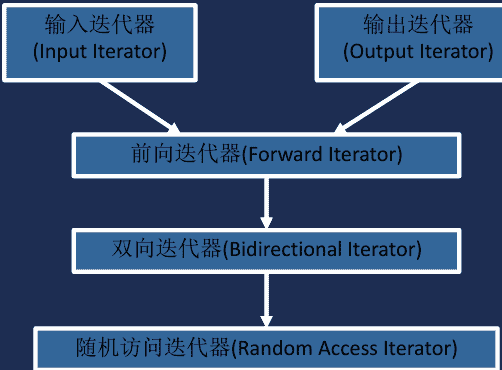 输入迭代器
(Input Iterator)
输出迭代器
(Output Iterator)
前向迭代器(Forward Iterator)
双向迭代器(Bidirectional Iterator)
随机访问迭代器(Random Access Iterator)